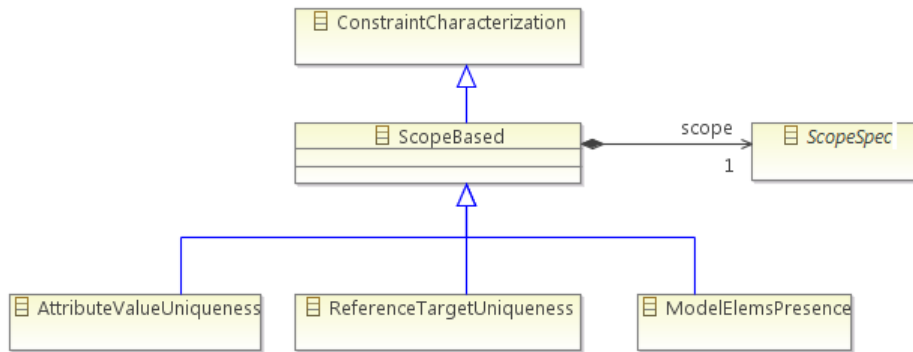 ConstraintCharacterization
ScopeBased
scope
1
ScopeSpec
AttributeValueUniqueness
ReferenceTargetUniqueness
ModelElemsPresence